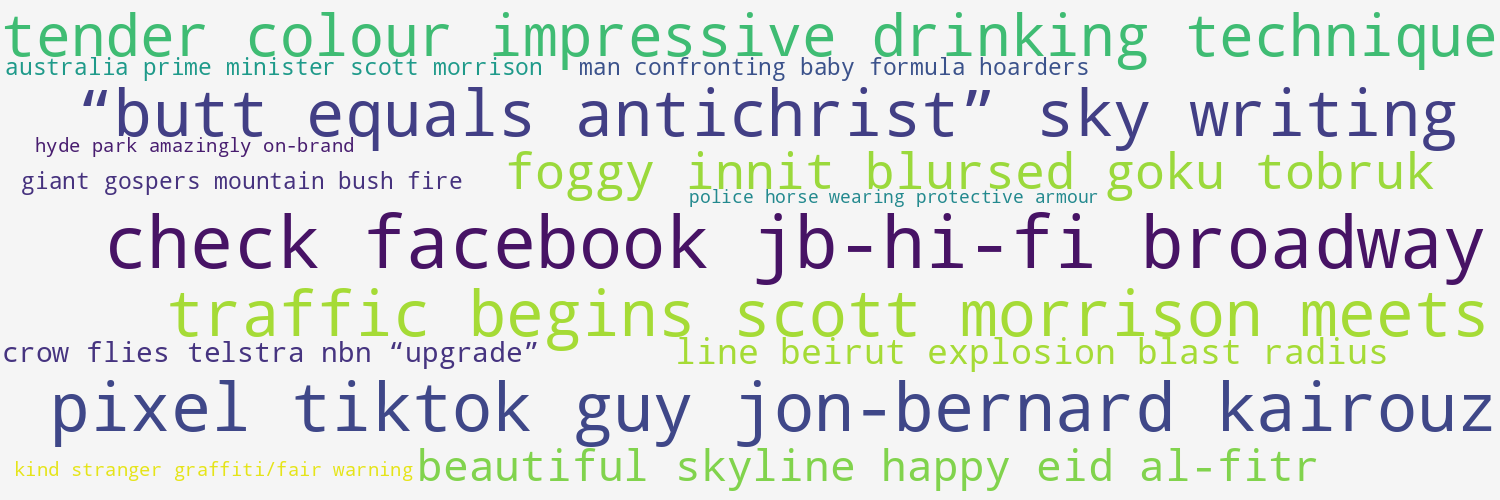 tender colour impressive drinking technique
australia prime minister scott morrison
man confronting baby formula hoarders
“butt equals antichrist” sky writing
hyde park amazingly on-brand
foggy innit blursed goku tobruk
giant gospers mountain bush fire
police horse wearing protective armour
check facebook jb-hi-fi broadway
traffic begins scott morrison meets
crow flies telstra nbn “upgrade”
line beirut explosion blast radius
pixel tiktok guy jon-bernard kairouz
kind stranger graffiti/fair warning
beautiful skyline happy eid al-fitr